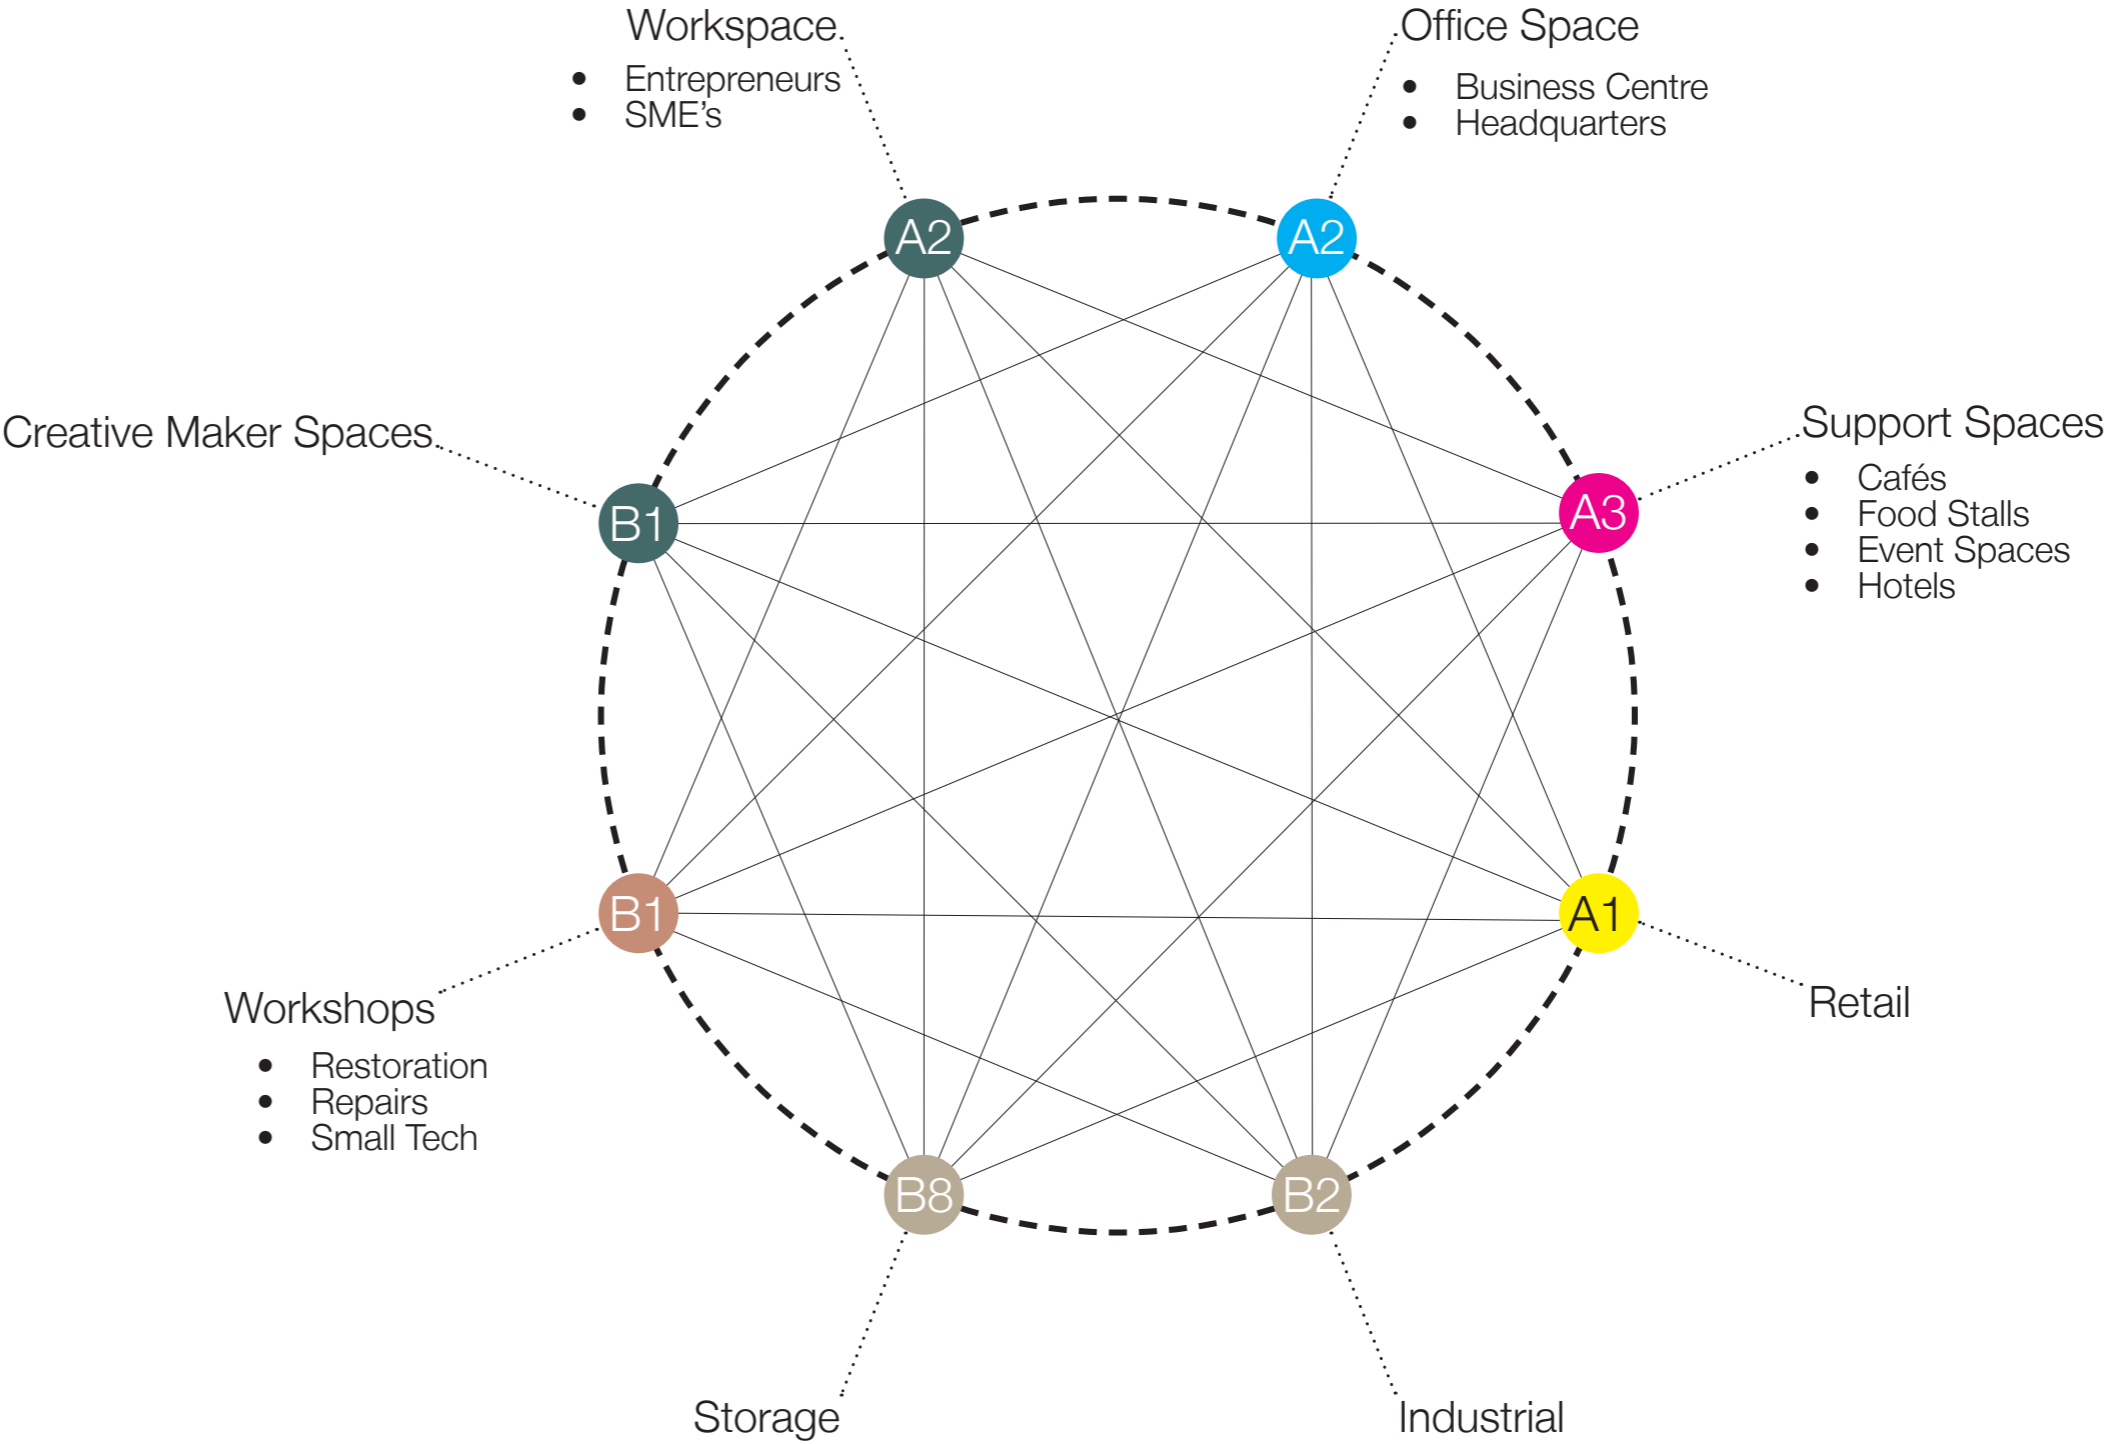 Workspace
• Entrepreneurs
• SME's
Office Space
• Business Centre
• Headquarters
A2
A2
Creative Maker Spaces
Support Spaces
• Cafés
• Food Stalls
• Event Spaces
• Hotels
B1
A3
B1
A1
Workshops
• Restoration
• Repairs
• Small Tech
Retail
B8
B2
Storage
Industrial